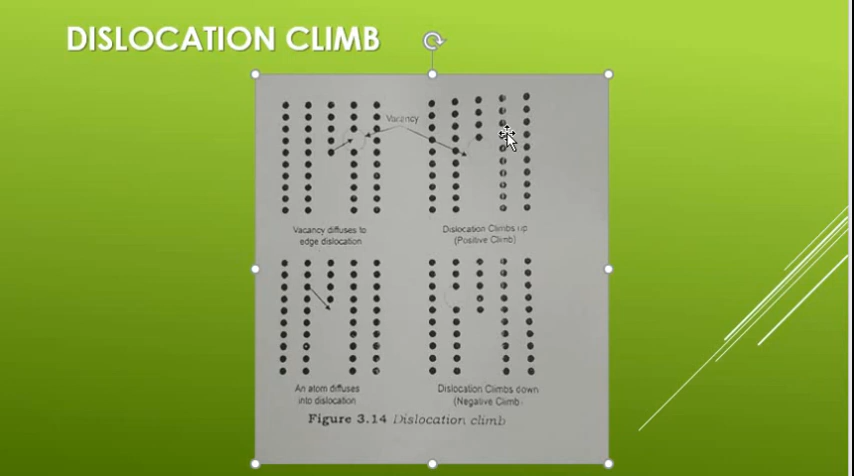 DISLOCATION CLIMB
Vacancy
Vacancy diffuses to
edge dislocation
Dislocation Climbs up
(Positive Climb)
An atom diffuses
into dislocation
Dislocation Climbs down
(Negative Climb
Figure 3.14 Dislocation climb